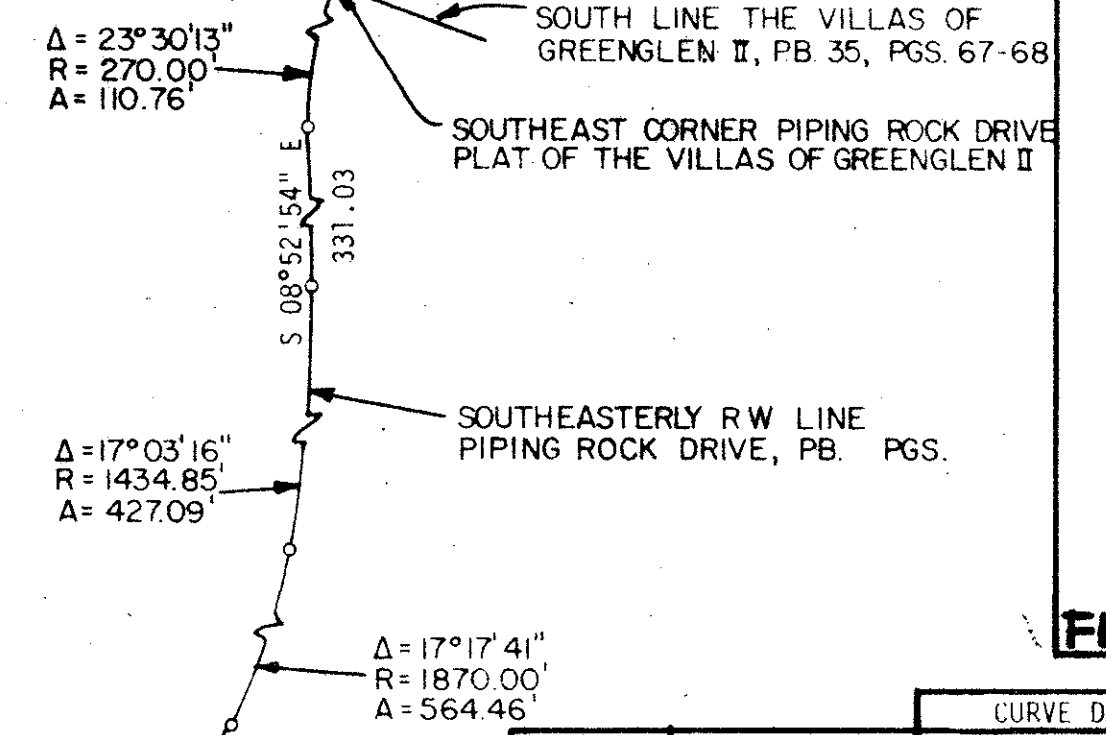 Δ = 23°30'13"
R = 270.00'
A = 110.76'
SOUTH LINE THE VILLAS OF
GREENGLEN II, P.B. 35, PGS. 67-68
SOUTHEAST CORNER PIPING ROCK DRIVE
PLAT OF THE VILLAS OF GREENGLEN II
S 08°52'54" E
331.03
SOUTHEASTERLY RW LINE
PIPING ROCK DRIVE, PB. PGS.
Δ = 17°03'16"
R = 1434.85'
A = 427.09'
Δ = 17°17'41"
R = 1870.00'
A = 564.46'
CURVE D